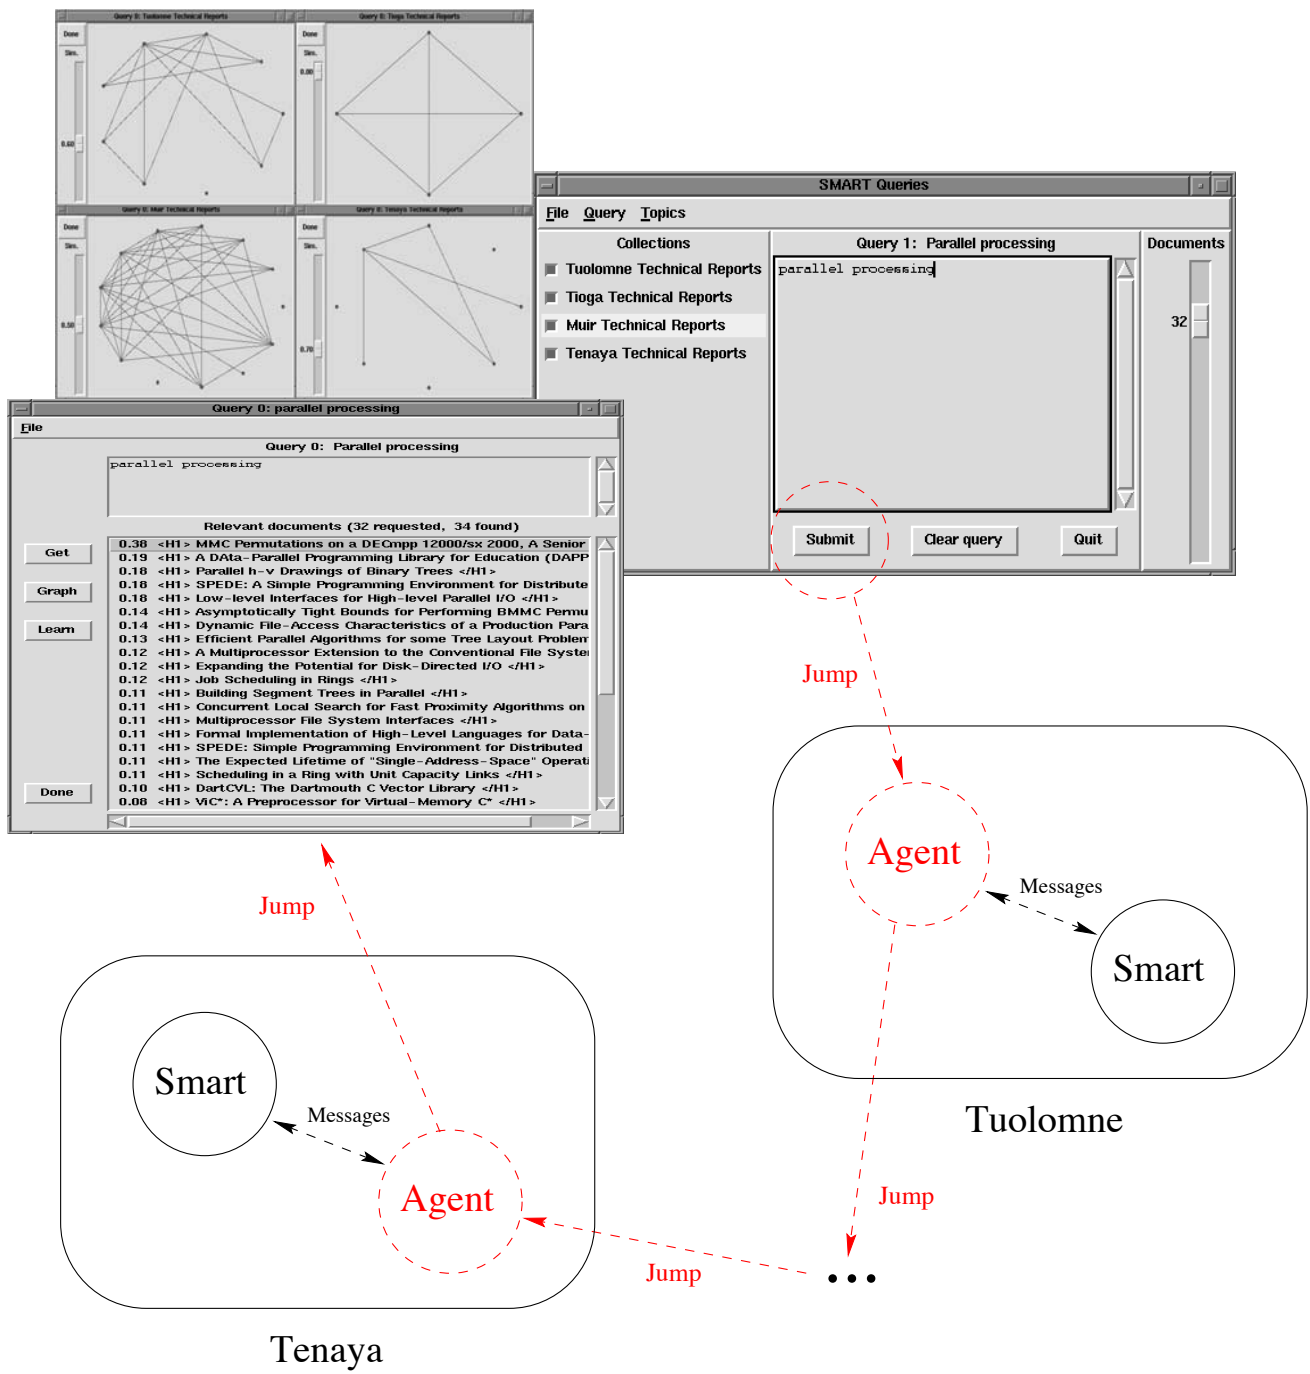 Query 0: Tuolomne Technical Reports
Done
Sim.
0.60
Query 0: Tioga Technical Reports
Done
Sim.
0.80
Query 0: Muir Technical Reports
Done
Sim.
0.50
Query 0: Tenaya Technical Reports
Done
Sim.
0.70
SMART Queries
File Query Topics
Collections
Tuolomne Technical Reports
Tioga Technical Reports
Muir Technical Reports
Tenaya Technical Reports
Query 1: Parallel processing
parallel processing
Documents
32
Submit
Clear query
Quit
Query 0: parallel processing
File
Query 0: Parallel processing
parallel processing
Relevant documents (32 requested, 34 found)
Get
Graph
Learn
Done
0.38 <H1> MMC Permutations on a DECmpp 12000/sx 2000, A Senior
0.19 <H1> A DAta-Parallel Programming Library for Education (DAPP
0.18 <H1> Parallel h-v Drawings of Binary Trees </H1>
0.18 <H1> SPEDE: A Simple Programming Environment for Distribute
0.18 <H1> Low-level Interfaces for High-level Parallel I/O </H1>
0.14 <H1> Asymptotically Tight Bounds for Performing BMMC Permu
0.14 <H1> Dynamic File-Access Characteristics of a Production Para
0.13 <H1> Efficient Parallel Algorithms for some Tree Layout Problem
0.12 <H1> A Multiprocessor Extension to the Conventional File Syste
0.12 <H1> Expanding the Potential for Disk-Directed I/O </H1>
0.12 <H1> Job Scheduling in Rings </H1>
0.11 <H1> Building Segment Trees in Parallel </H1>
0.11 <H1> Concurrent Local Search for Fast Proximity Algorithms on
0.11 <H1> Multiprocessor File System Interfaces </H1>
0.11 <H1> Formal Implementation of High-Level Languages for Data-
0.11 <H1> SPEDE: Simple Programming Environment for Distributed
0.11 <H1> The Expected Lifetime of "Single-Address-Space" Operati
0.11 <H1> Scheduling in a Ring with Unit Capacity Links </H1>
0.10 <H1> DartCVL: The Dartmouth C Vector Library </H1>
0.08 <H1> ViC*: A Preprocessor for Virtual-Memory C* </H1>
Jump
Agent
Messages
Smart
Tuolomne
Jump
Jump
Smart
Messages
Agent
Jump
...
Tenaya